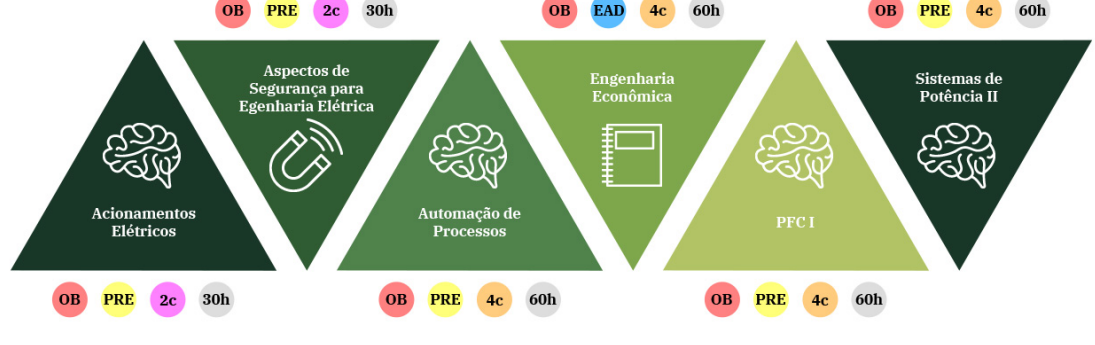 OB PRE 2c 30h
OB EAD 4c 60h
OB PRE 4c 60h
Acionamentos
Elétricos
Aspectos de
Segurança para
Egenharia Elétrica
Automação de
Processos
Engenharia
Econômica
PFC I
Sistemas de
Potência II
OB PRE 2c 30h
OB PRE 4c 60h
OB PRE 4c 60h